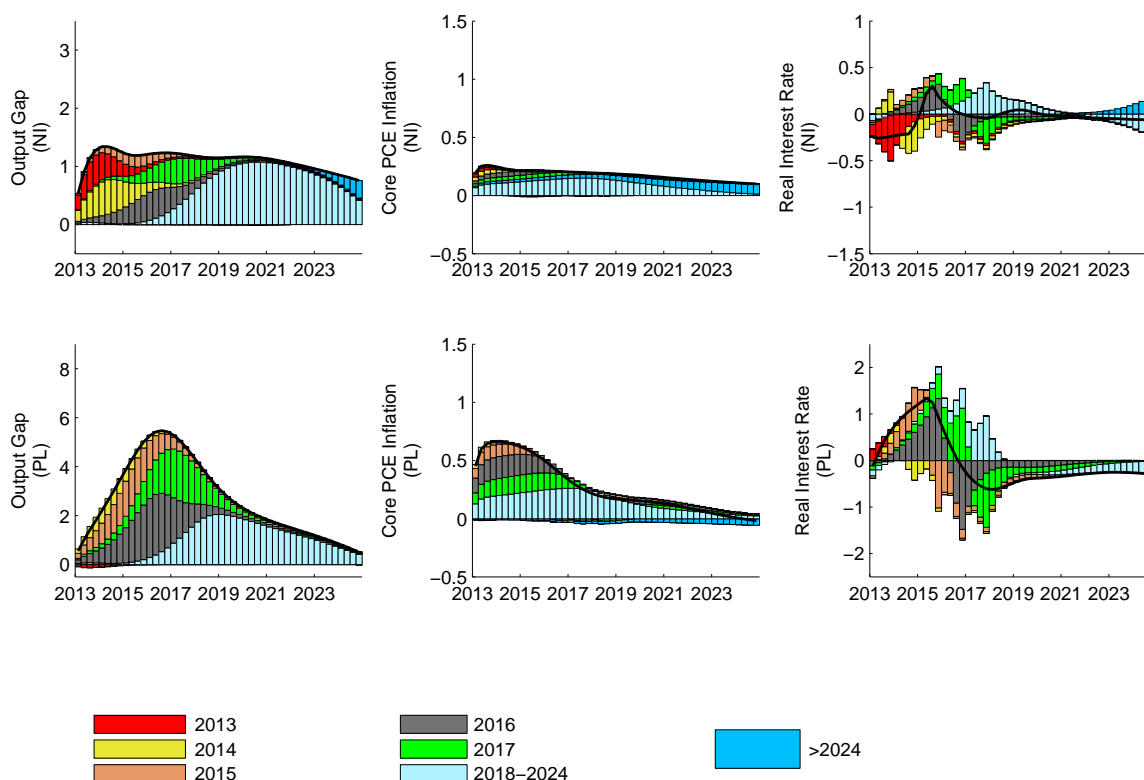 Output Gap
(NI)
3
2
1
0
2013 2015 2017 2019 2021 2023
Core PCE Inflation
(NI)
1.5
1
0.5
0
−0.5
2013 2015 2017 2019 2021 2023
Real Interest Rate
(NI)
1
0.5
0
−0.5
−1
−1.5
2013 2015 2017 2019 2021 2023
Output Gap
(PL)
8
6
4
2
0
2013 2015 2017 2019 2021 2023
Core PCE Inflation
(PL)
1.5
1
0.5
0
−0.5
2013 2015 2017 2019 2021 2023
Real Interest Rate
(PL)
2
1
0
−1
−2
2013 2015 2017 2019 2021 2023
2013
2014
2015
2016
2017
2018−2024
>2024